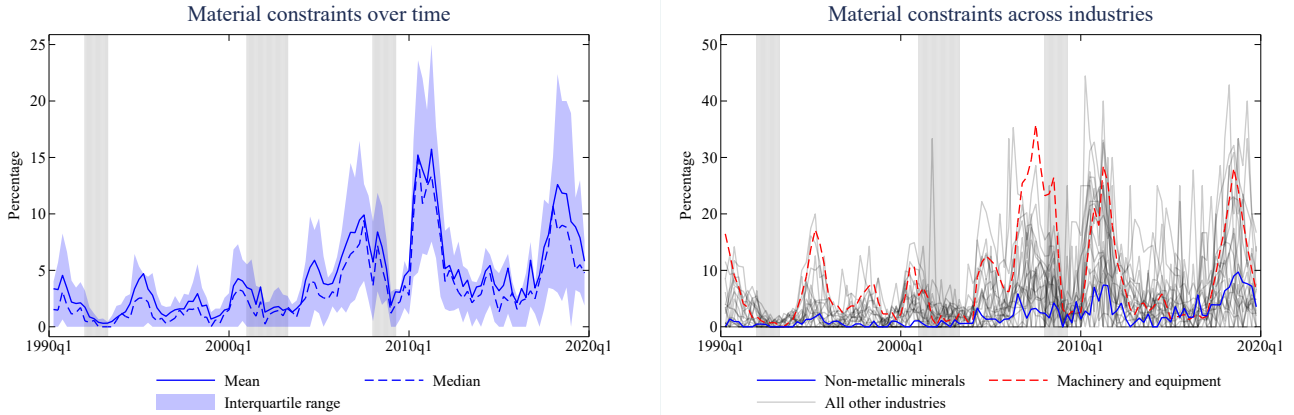 Material constraints over time
Percentage
25
20
15
10
5
0
1990q1
2000q1
2010q1
2020q1
Mean
Median
Interquartile range
Material constraints across industries
Percentage
50
40
30
20
10
0
1990q1
2000q1
2010q1
2020q1
Non-metallic minerals
Machinery and equipment
All other industries